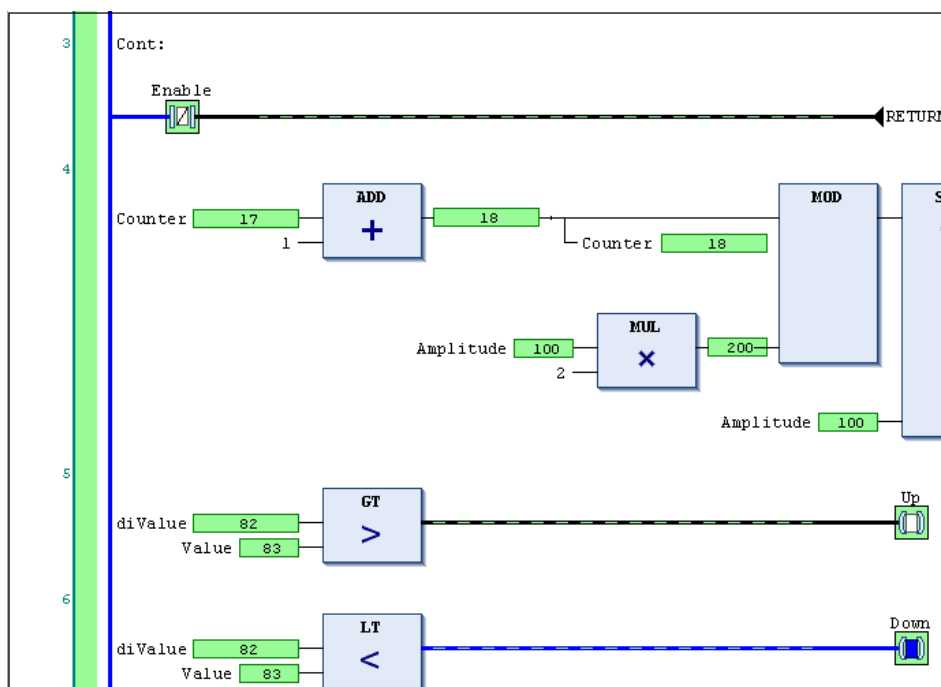 3 Cont:
Enable
RETURN
4
ADD
MOD
S
Counter 17
+
18
1
Counter 18
MUL
Amplitude 100
×
200
2
Amplitude 100
5
GT
Up
diValue 82
>
Value 83
6
LT
Down
diValue 82
<
Value 83